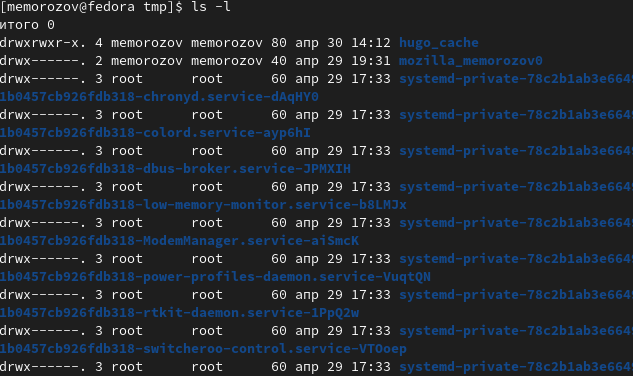 [memorozov@fedora tmp]$ ls -l
итого 0
drwxrwxr-x. 4 memorozov memorozov 80 апр 30 14:12 hugo_cache
drwx------. 2 memorozov memorozov 40 апр 29 19:31 mozilla_memorozov0
drwx------. 3 root      root      60 апр 29 17:33 systemd-private-78c2b1ab3e6649
1b0457cb926fdb318-chronyd.service-dAqHY0
drwx------. 3 root      root      60 апр 29 17:33 systemd-private-78c2b1ab3e6649
1b0457cb926fdb318-colord.service-ayp6hI
drwx------. 3 root      root      60 апр 29 17:33 systemd-private-78c2b1ab3e6649
1b0457cb926fdb318-dbus-broker.service-JPMXIH
drwx------. 3 root      root      60 апр 29 17:33 systemd-private-78c2b1ab3e6649
1b0457cb926fdb318-low-memory-monitor.service-b8LMJx
drwx------. 3 root      root      60 апр 29 17:33 systemd-private-78c2b1ab3e6649
1b0457cb926fdb318-ModemManager.service-aiSmcK
drwx------. 3 root      root      60 апр 29 17:33 systemd-private-78c2b1ab3e6649
1b0457cb926fdb318-power-profiles-daemon.service-VuqtQN
drwx------. 3 root      root      60 апр 29 17:33 systemd-private-78c2b1ab3e6649
1b0457cb926fdb318-rtkit-daemon.service-1PpQ2w
drwx------. 3 root      root      60 апр 29 17:33 systemd-private-78c2b1ab3e6649
1b0457cb926fdb318-switcheroo-control.service-VTOoep
drwx------. 3 root      root      60 апр 29 17:33 systemd-private-78c2b1ab3e6649